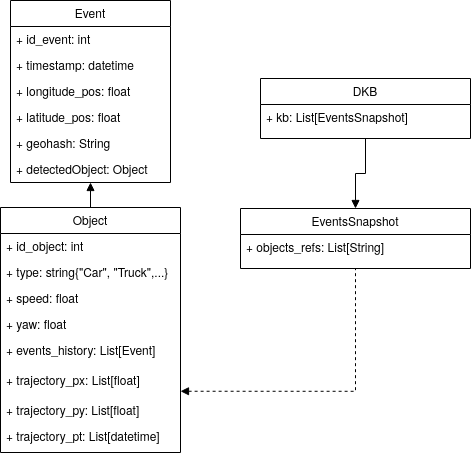 Event
+ id_event: int
+ timestamp: datetime
+ longitude_pos: float
+ latitude_pos: float
+ geohash: String
+ detectedObject: Object
Object
+ id_object: int
+ type: string{"Car", "Truck",...}
+ speed: float
+ yaw: float
+ events_history: List[Event]
+ trajectory_px: List[float]
+ trajectory_py: List[float]
+ trajectory_pt: List[datetime]
DKB
+ kb: List[EventsSnapshot]
EventsSnapshot
+ objects_refs: List[String]